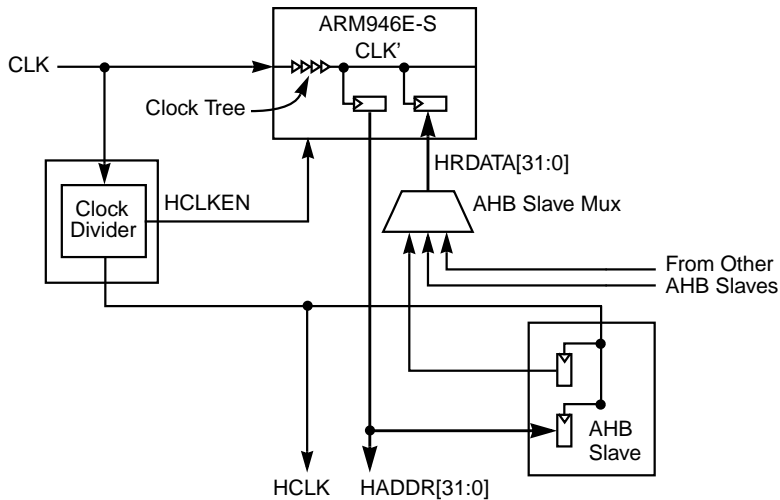 ARM946E-S
CLK'
CLK
Clock Tree
HRDATA[31:0]
Clock
Divider
HCLKEN
AHB Slave Mux
From Other
AHB Slaves
AHB
Slave
HCLK
HADDR[31:0]